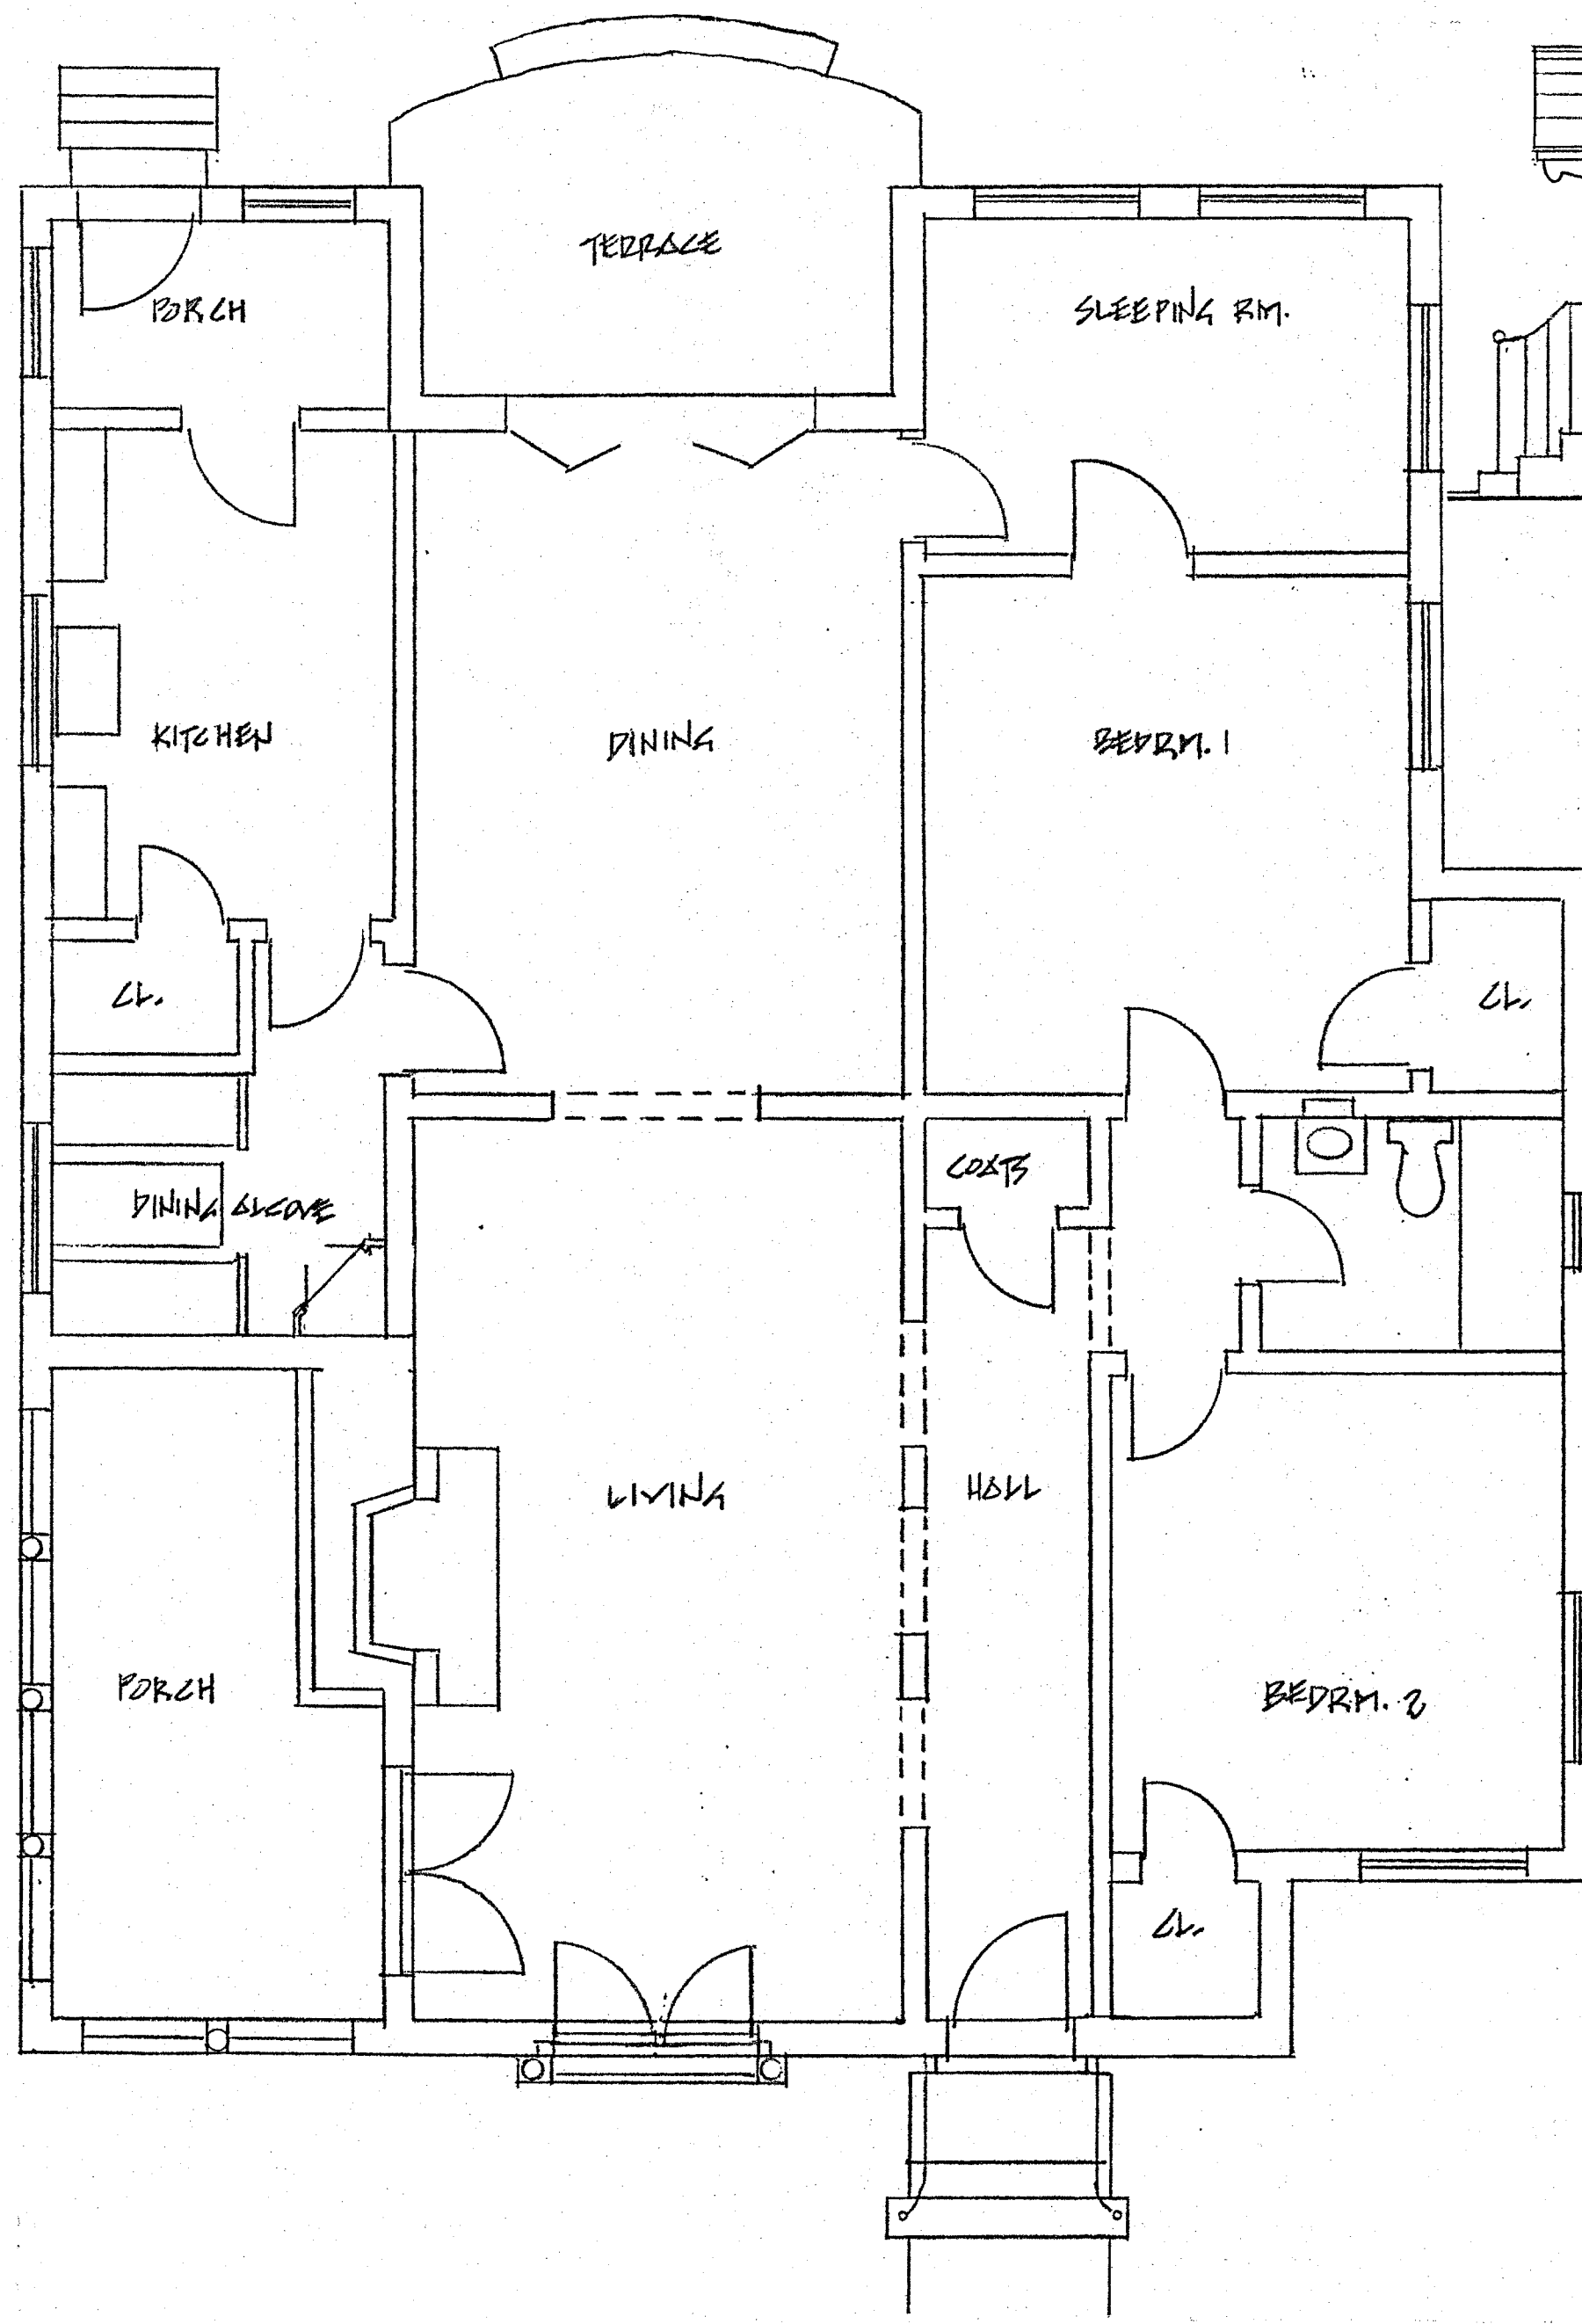 TERRACE
PORCH
SLEEPING RM.
KITCHEN
DINING
BEDRM. 1
CL.
CL.
COATS
DINING ALCOVE
LIVING
HALL
PORCH
BEDRM. 2
CL.